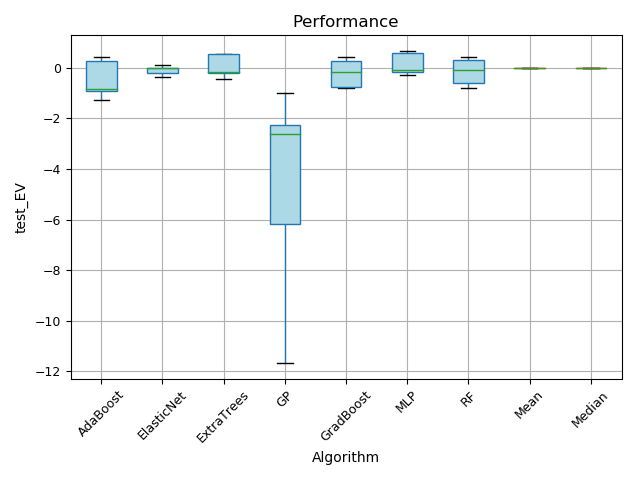 Performance
test_EV
0
−2
−4
−6
−8
−10
−12
AdaBoost
ElasticNet
ExtraTrees
GP
GradBoost
MLP
RF
Mean
Median
Algorithm